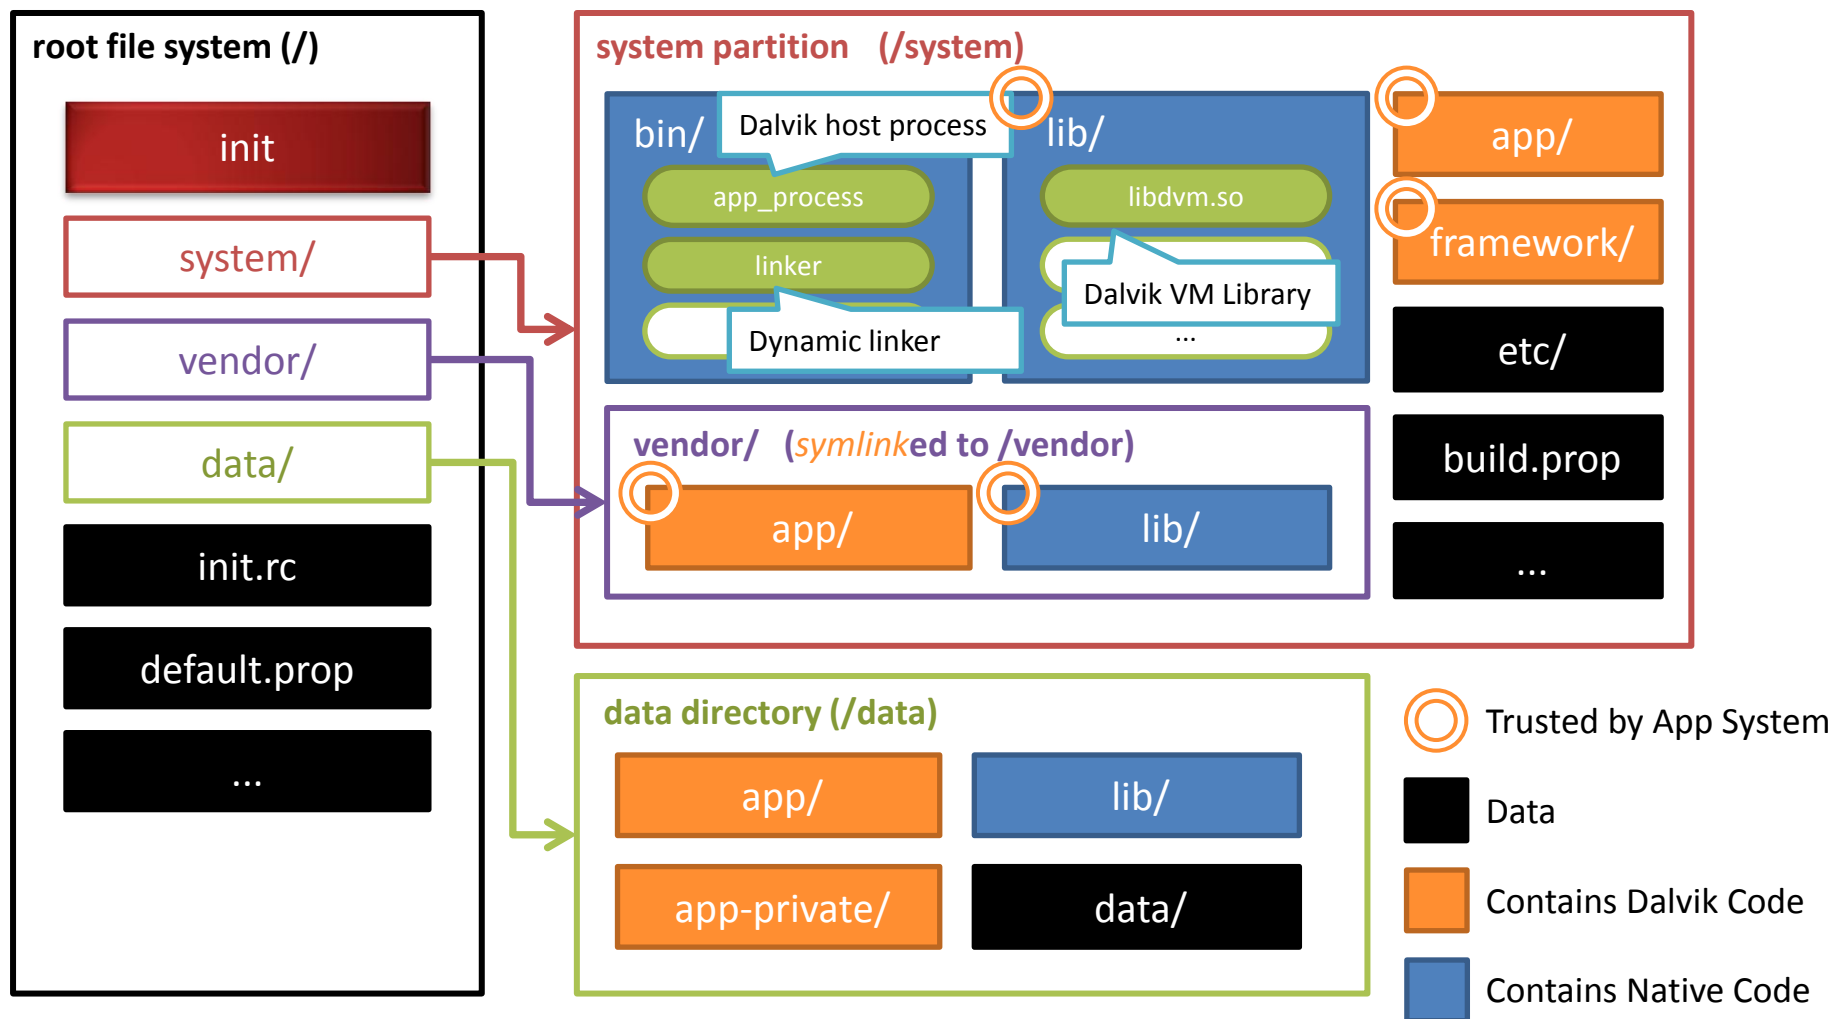 root file system (/)
init
system/
vendor/
data/
init.rc
default.prop
...
system partition (/system)
bin/
Dalvik host process
app_process
linker
Dynamic linker
lib/
libdvm.so
Dalvik VM Library
...
app/
framework/
etc/
build.prop
...
vendor/ (symlinked to /vendor)
app/
lib/
data directory (/data)
app/
lib/
app-private/
data/
Trusted by App System
Data
Contains Dalvik Code
Contains Native Code